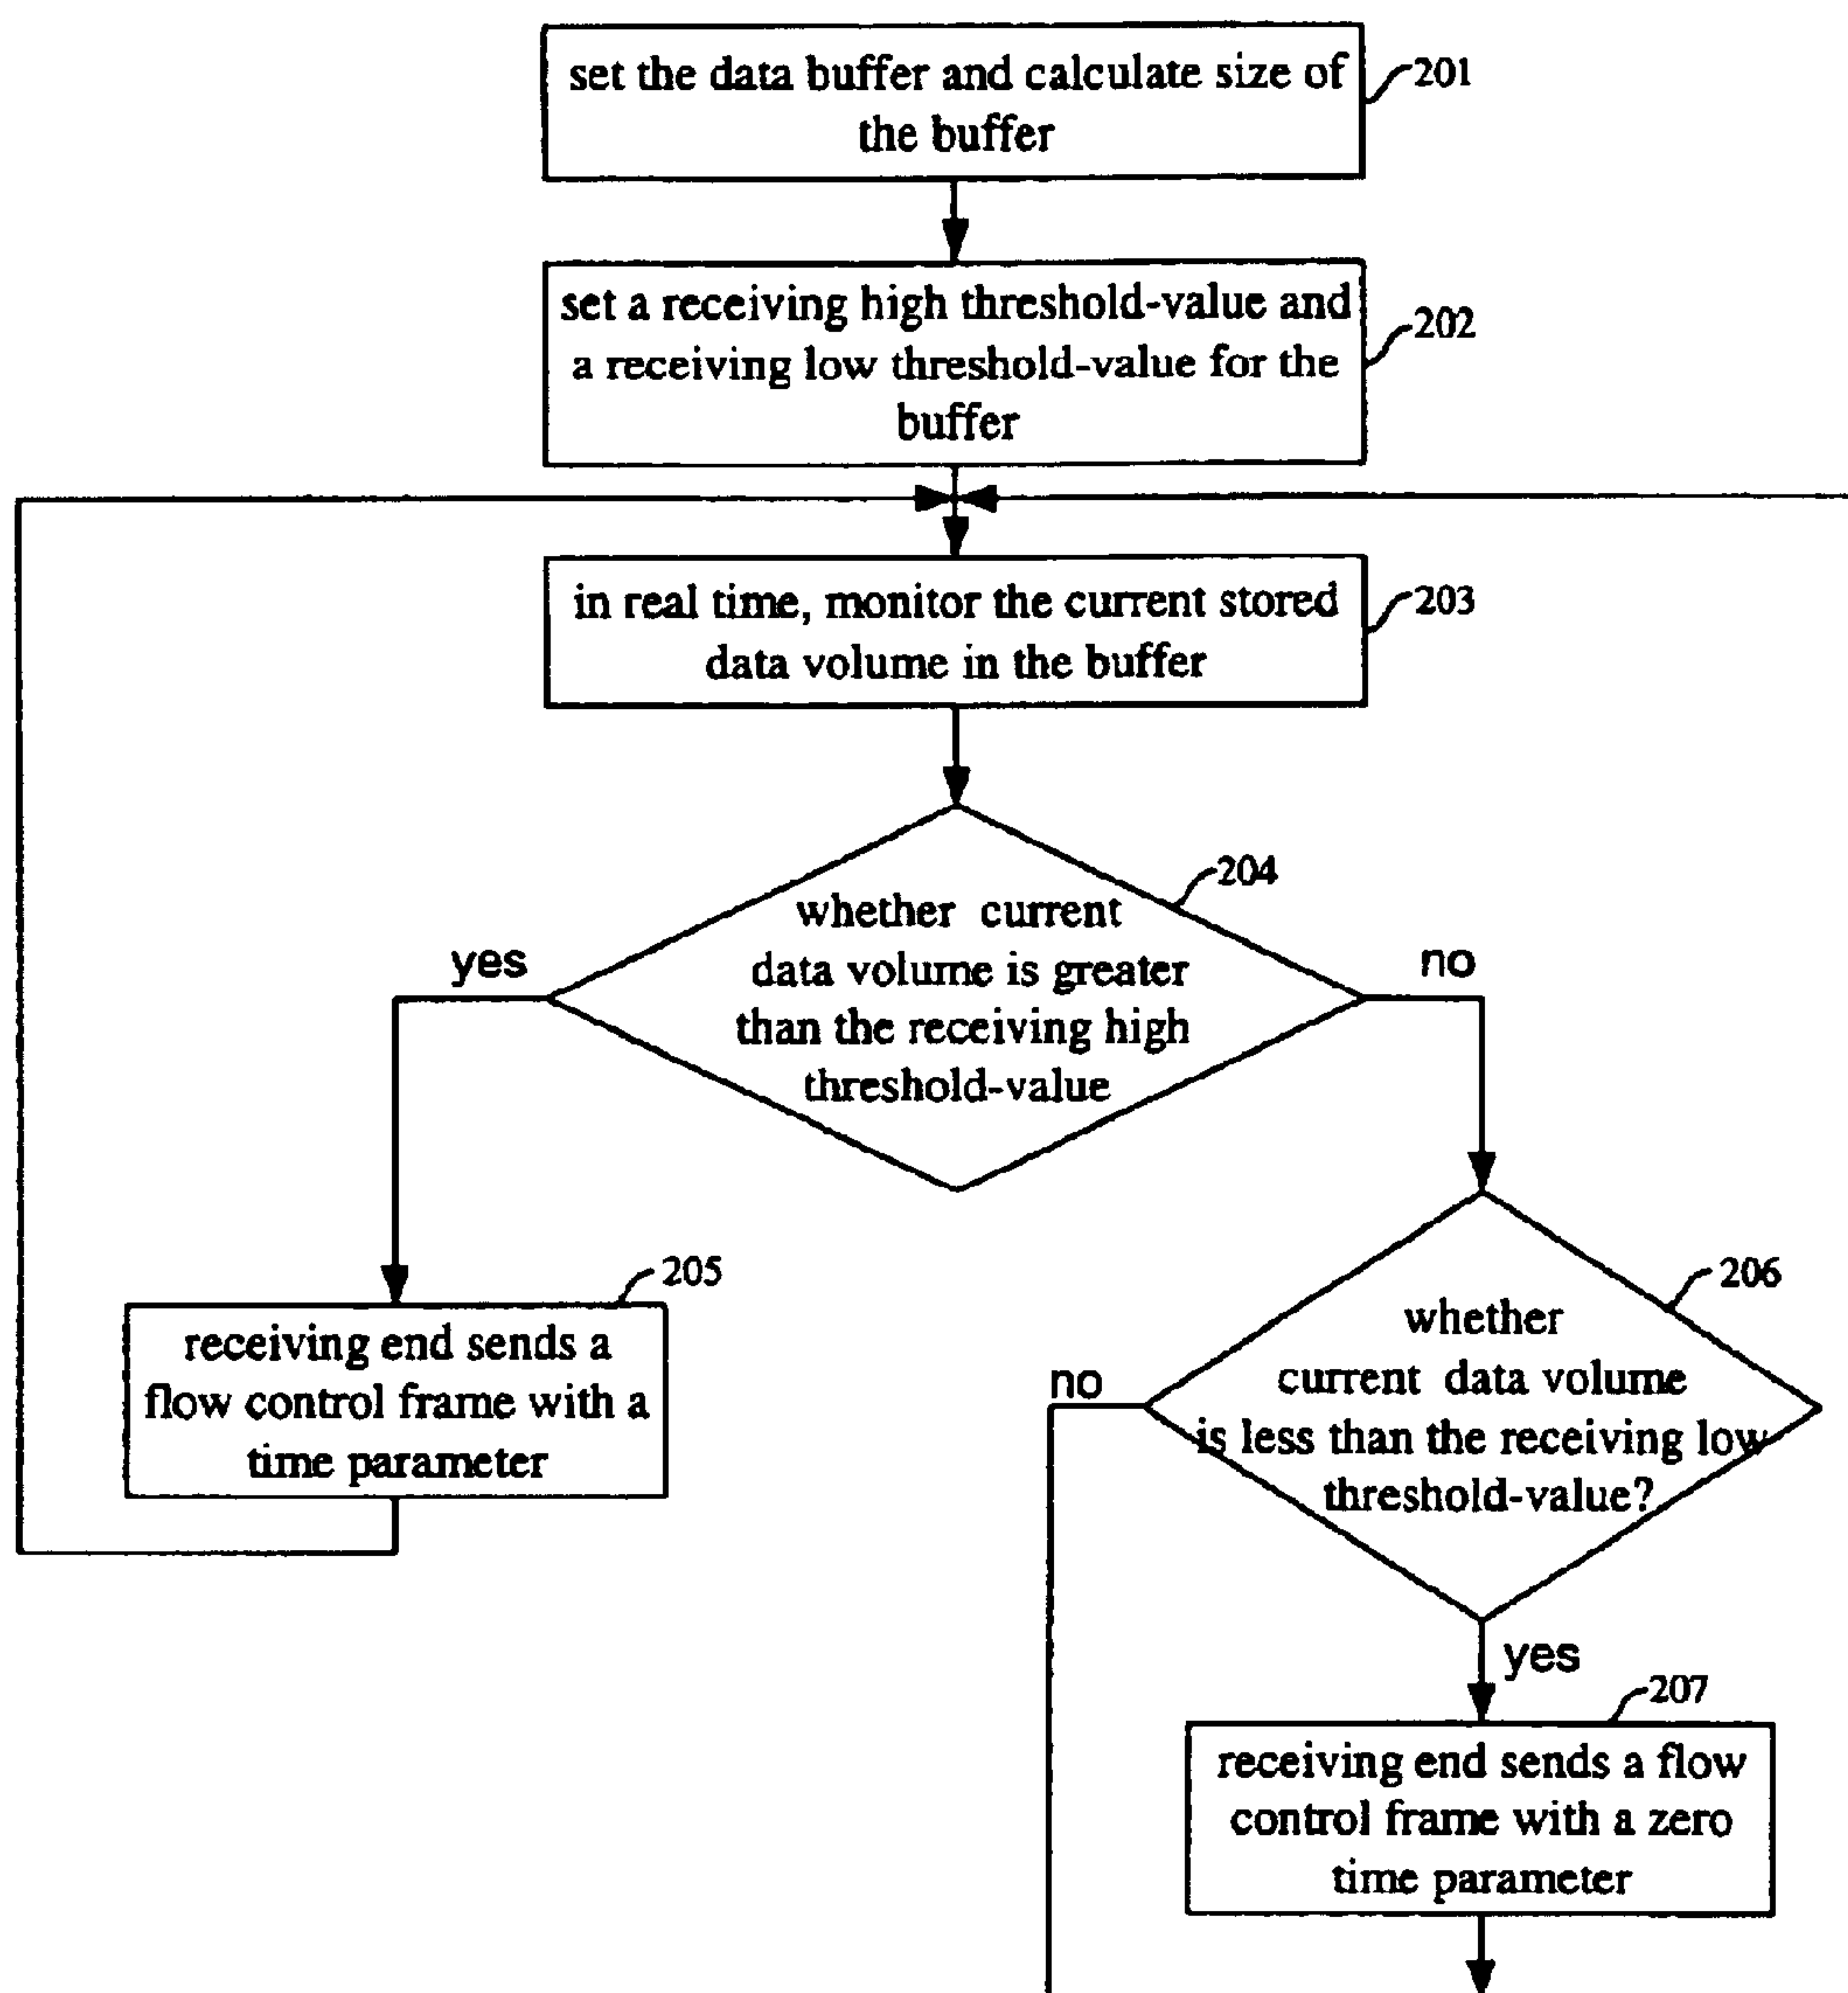 set the data buffer and calculate size of
the buffer
201
set a receiving high threshold-value and
a receiving low threshold-value for the
buffer
202
in real time, monitor the current stored
data volume in the buffer
203
204
whether current
data volume is greater
than the receiving high
threshold-value
yes
no
205
receiving end sends a
flow control frame with a
time parameter
206
whether
current data volume
is less than the receiving low
threshold-value?
no
yes
207
receiving end sends a flow
control frame with a zero
time parameter